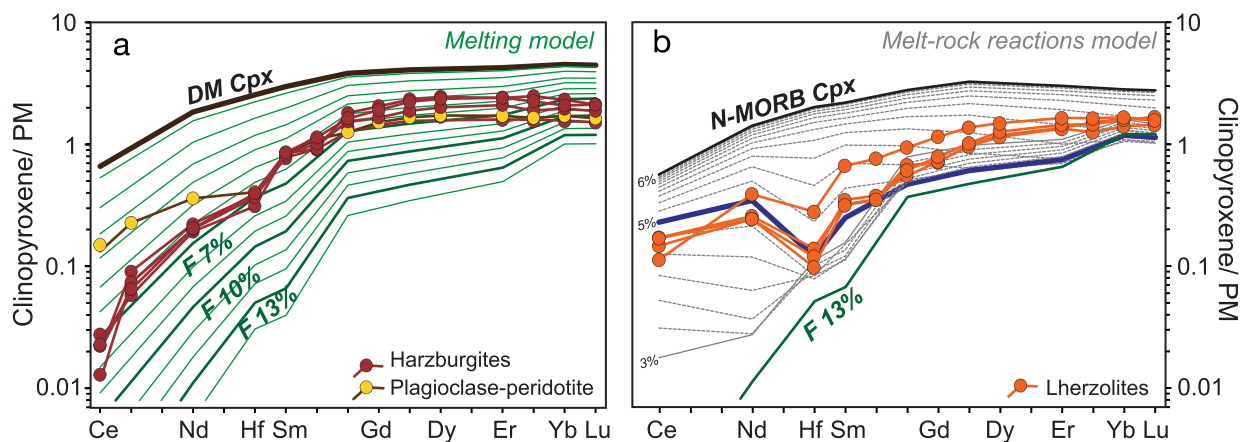 a
Melting model
10
1
0.1
0.01
Clinopyroxene/ PM
DM Cpx
F 7%
F 10%
F 13%
Harzburgites
Plagioclase-peridotite
Ce Nd Hf Sm Gd Dy Er Yb Lu
b
Melt-rock reactions model
N-MORB Cpx
6%
5%
3%
F 13%
Lherzolites
Ce Nd Hf Sm Gd Dy Er Yb Lu
10
1
0.1
0.01
Clinopyroxene/ PM